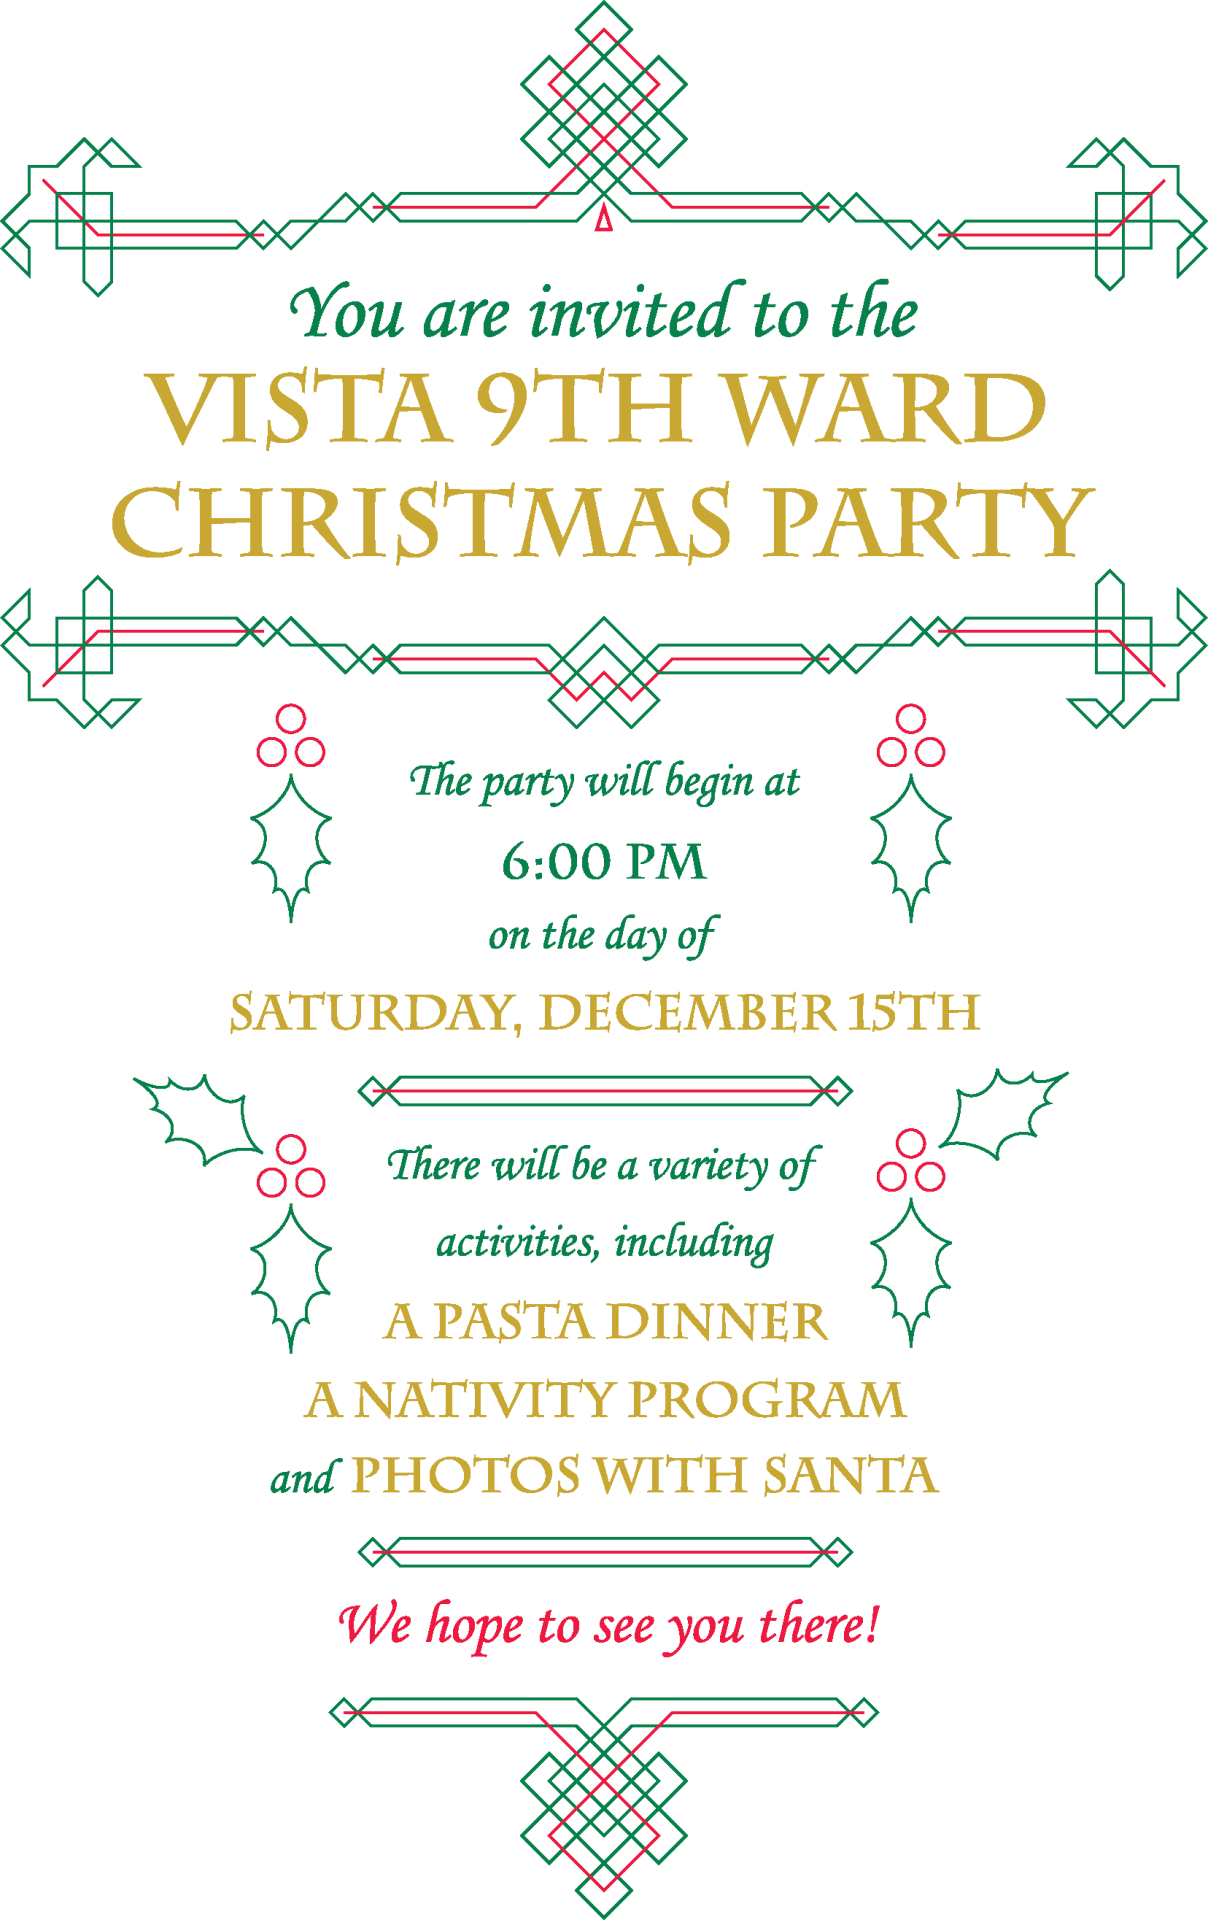 You are invited to the
VISTA 9TH WARD
CHRISTMAS PARTY
The party will begin at
6:00 PM
on the day of
SATURDAY, DECEMBER 15TH
There will be a variety of
activities, including
A PASTA DINNER
A NATIVITY PROGRAM
and PHOTOS WITH SANTA
We hope to see you there!